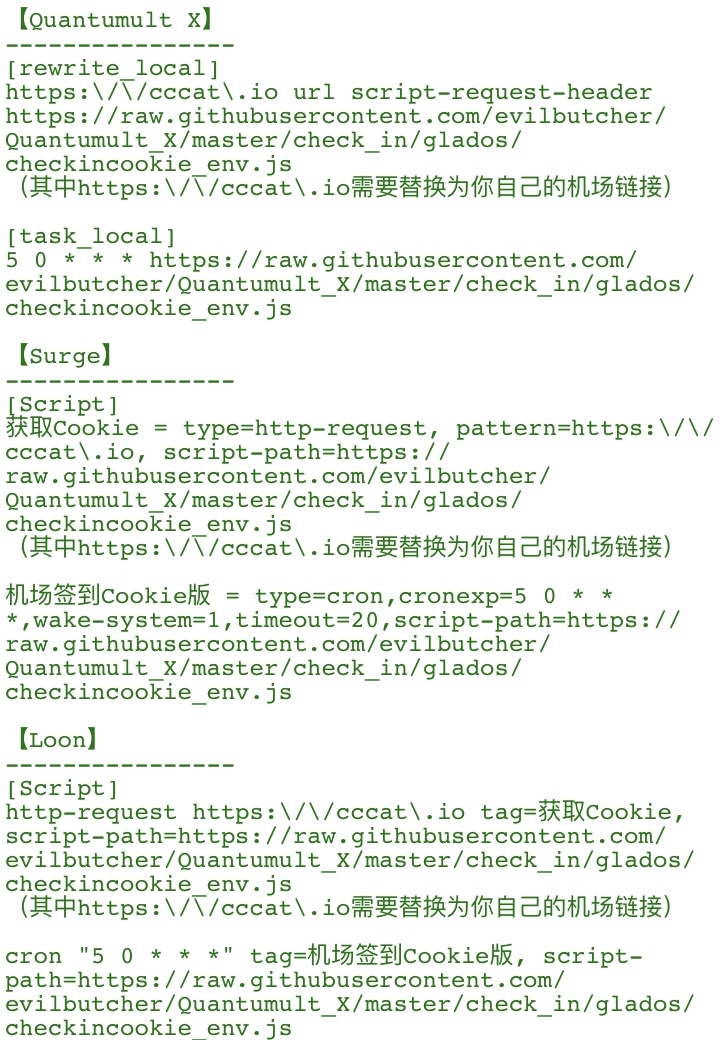 【Quantumult X】
----------------
[rewrite_local]
https:\/\/cccat\.io url script-request-header
https://raw.githubusercontent.com/evilbutcher/
Quantumult_X/master/check_in/glados/
checkincookie_env.js
（其中https:\/\/cccat\.io需要替换为你自己的机场链接）
[task_local]
5 0 * * * https://raw.githubusercontent.com/
evilbutcher/Quantumult_X/master/check_in/glados/
checkincookie_env.js
【Surge】
----------------
[Script]
获取Cookie = type=http-request, pattern=https:\/\/
cccat\.io, script-path=https://
raw.githubusercontent.com/evilbutcher/
Quantumult_X/master/check_in/glados/
checkincookie_env.js
（其中https:\/\/cccat\.io需要替换为你自己的机场链接）
机场签到Cookie版 = type=cron,cronexp=5 0 * *
*,wake-system=1,timeout=20,script-path=https://
raw.githubusercontent.com/evilbutcher/
Quantumult_X/master/check_in/glados/
checkincookie_env.js
【Loon】
----------------
[Script]
http-request https:\/\/cccat\.io tag=获取Cookie,
script-path=https://raw.githubusercontent.com/
evilbutcher/Quantumult_X/master/check_in/glados/
checkincookie_env.js
（其中https:\/\/cccat\.io需要替换为你自己的机场链接）
cron "5 0 * * *" tag=机场签到Cookie版, script-
path=https://raw.githubusercontent.com/
evilbutcher/Quantumult_X/master/check_in/glados/
checkincookie_env.js